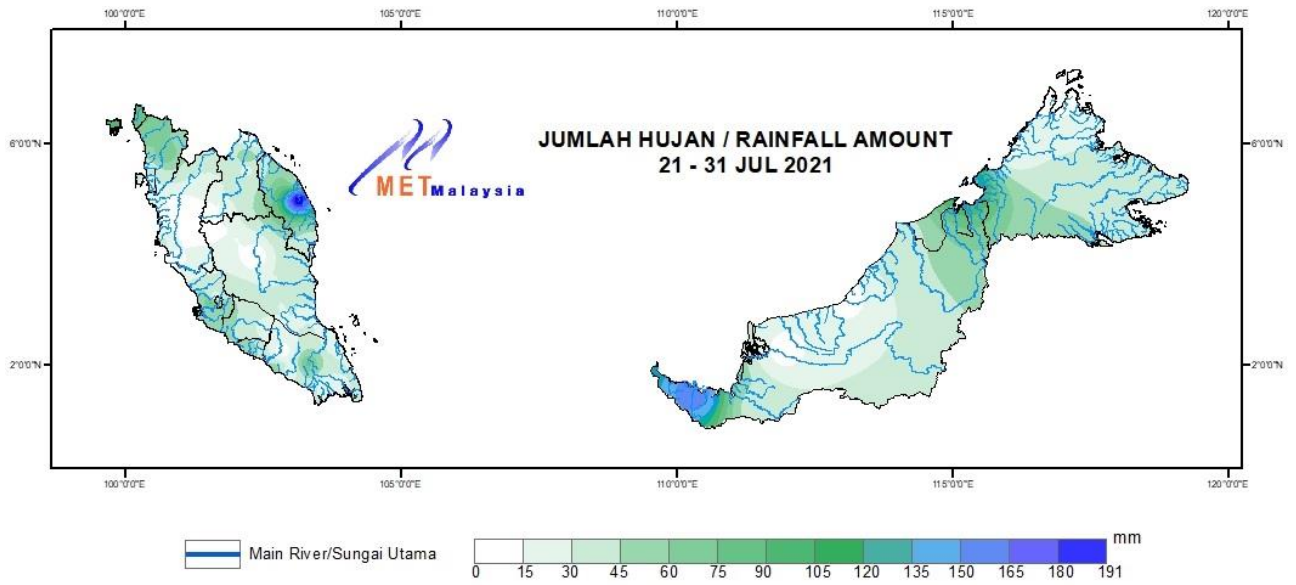 100°0'0"E 105°0'0"E 110°0'0"E 115°0'0"E 120°0'0"E
JUMLAH HUJAN / RAINFALL AMOUNT
21 - 31 JUL 2021
METMalaysia
6°0'0"N 6°0'0"N
2°0'0"N 2°0'0"N
100°0'0"E 105°0'0"E 110°0'0"E 115°0'0"E 120°0'0"E
Main River/Sungai Utama
mm
0 15 30 45 60 75 90 105 120 135 150 165 180 191